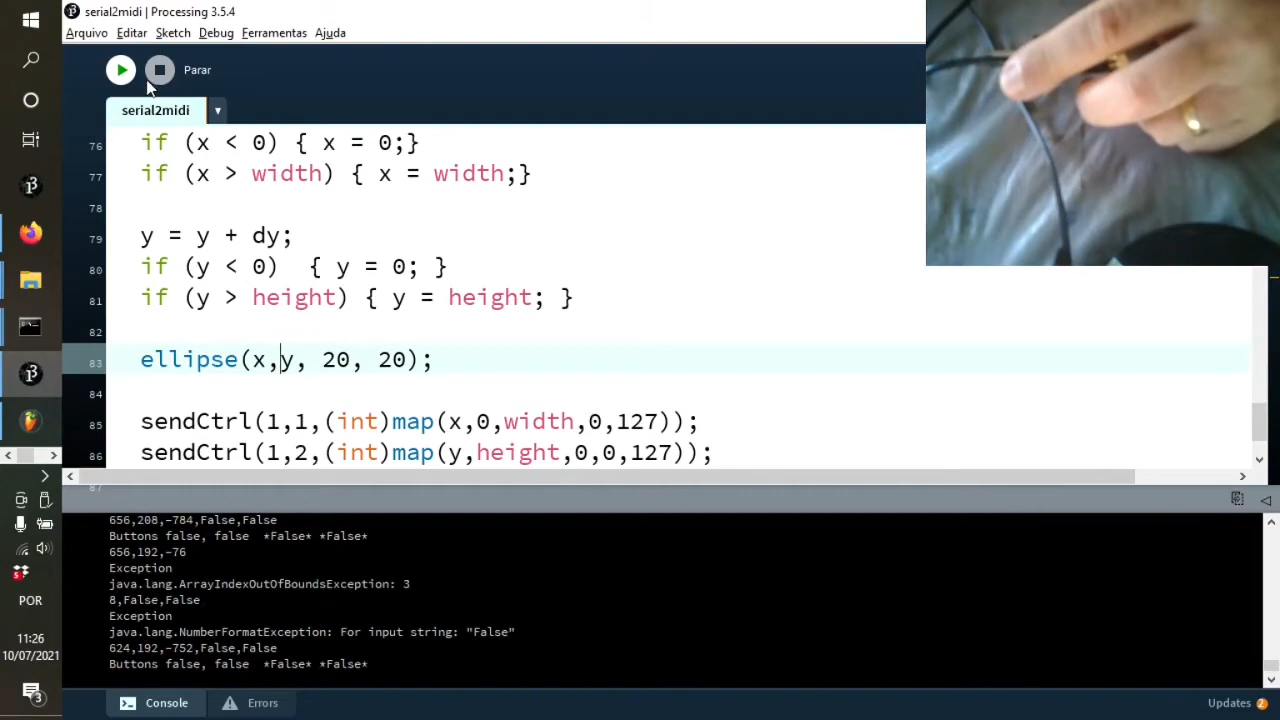 serial2midi | Processing 3.5.4
Arquivo Editar Sketch Debug Ferramentas Ajuda
Parar
serial2midi
76 if (x < 0) { x = 0;}
77 if (x > width) { x = width;}
78
79 y = y + dy;
80 if (y < 0)  { y = 0; }
81 if (y > height) { y = height; }
82
83 ellipse(x,y, 20, 20);
84
85 sendCtrl(1,1,(int)map(x,0,width,0,127));
86 sendCtrl(1,2,(int)map(y,height,0,0,127));
87
656,208,-784,False,False
Buttons false, false  *False* *False*
656,192,-76
Exception
java.lang.ArrayIndexOutOfBoundsException: 3
8,False,False
Exception
java.lang.NumberFormatException: For input string: "False"
624,192,-752,False,False
Buttons false, false  *False* *False*
Console Errors Updates 2
POR
11:26
10/07/2021
3